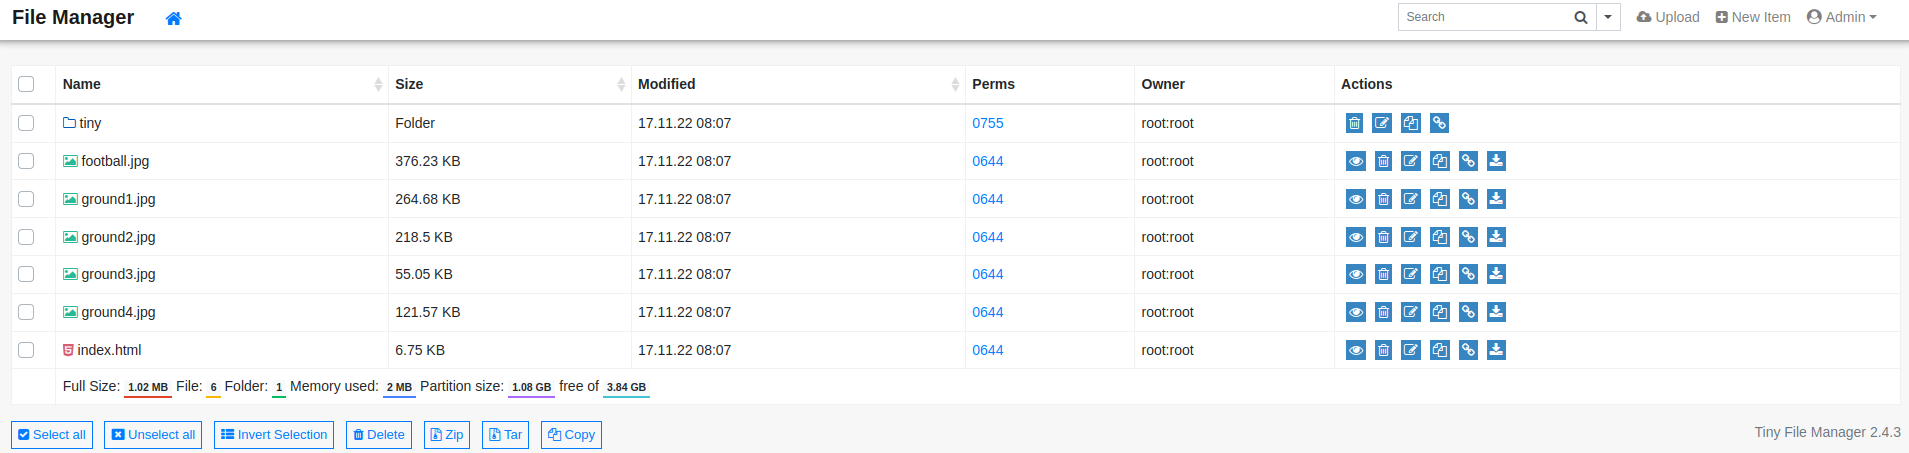 File Manager Search Upload New Item Admin
Name Size Modified Perms Owner Actions
tiny Folder 17.11.22 08:07 0755 root:root
football.jpg 376.23 KB 17.11.22 08:07 0644 root:root
ground1.jpg 264.68 KB 17.11.22 08:07 0644 root:root
ground2.jpg 218.5 KB 17.11.22 08:07 0644 root:root
ground3.jpg 55.05 KB 17.11.22 08:07 0644 root:root
ground4.jpg 121.57 KB 17.11.22 08:07 0644 root:root
index.html 6.75 KB 17.11.22 08:07 0644 root:root
Full Size: 1.02 MB File: 6 Folder: 1 Memory used: 2 MB Partition size: 1.08 GB free of 3.84 GB
Select all Unselect all Invert Selection Delete Zip Tar Copy Tiny File Manager 2.4.3